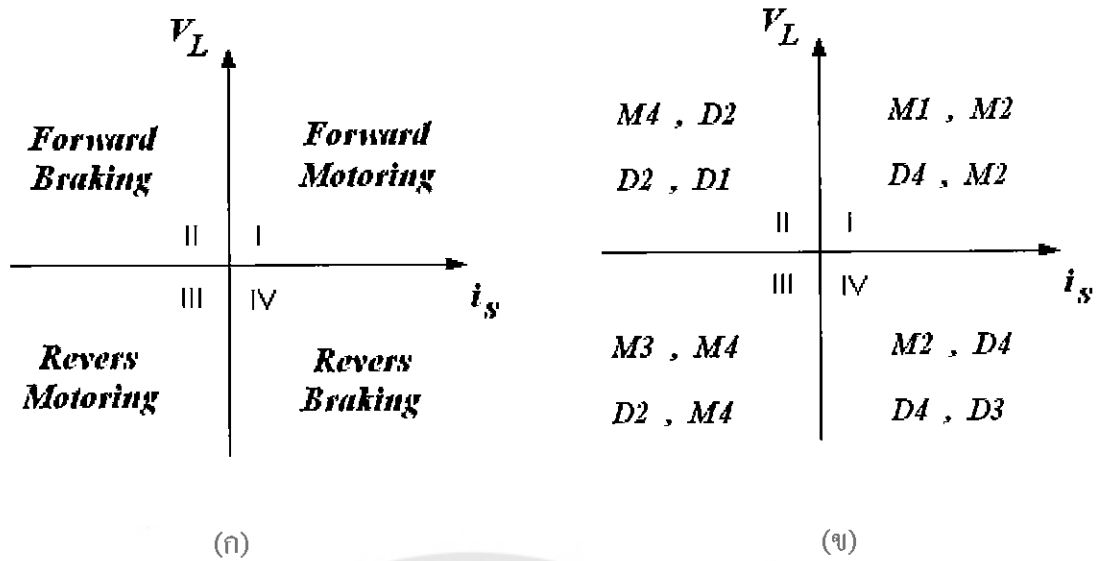 V_L
Forward
Braking
Forward
Motoring
II
I
III
IV
i_s
Revers
Motoring
Revers
Braking
(ก)
V_L
M4 , D2
D2 , D1
M1 , M2
D4 , M2
II
I
III
IV
i_s
M3 , M4
D2 , M4
M2 , D4
D4 , D3
(ข)